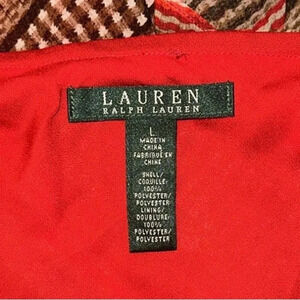 LAUREN
RALPH LAUREN
L
MADE IN
CHINA
FABRIQUÉ EN
CHINE
SHELL/
COQUILLE:
100%
POLYESTER/
POLYESTER
LINING/
DOUBLURE:
100%
POLYESTER/
POLYESTER